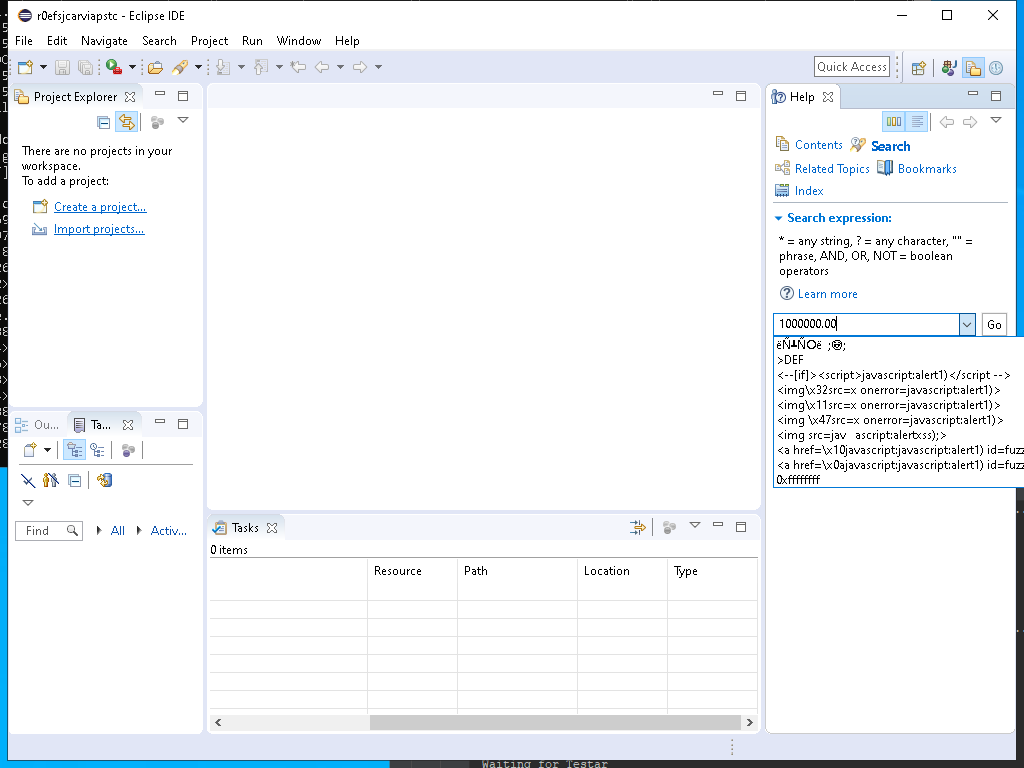 r0efsjcarviapstc - Eclipse IDE
File Edit Navigate Search Project Run Window Help
Quick Access
Project Explorer
There are no projects in your
workspace.
To add a project:
Create a project...
Import projects...
Ou...
Ta...
Find
All
Activ...
Tasks
0 items
Resource Path Location Type
Help
Contents
Search
Related Topics
Bookmarks
Index
Search expression:
* = any string, ? = any character, "" =
phrase, AND, OR, NOT = boolean
operators
Learn more
1000000.00
Go
>DEF
<--[if]><script>javascript:alert1)</script -->
<img\x32src=x onerror=javascript:alert1)>
<img\x11src=x onerror=javascript:alert1)>
<img \x47src=x onerror=javascript:alert1)>
<img src=jav ascript:alertxss);>
<a href=\x10javascript:javascript:alert1) id=fuzz
<a href=\x0ajavascript:javascript:alert1) id=fuzz
0xffffffff
Waiting for Testar